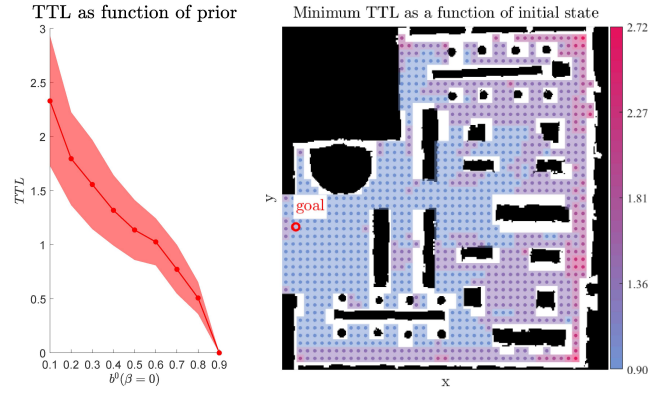 TTL as function of prior
TTL
3
2.5
2
1.5
1
0.5
0
0.1 0.2 0.3 0.4 0.5 0.6 0.7 0.8 0.9
b⁰(β = 0)
Minimum TTL as a function of initial state
y
goal
x
2.72
2.27
1.81
1.36
0.90